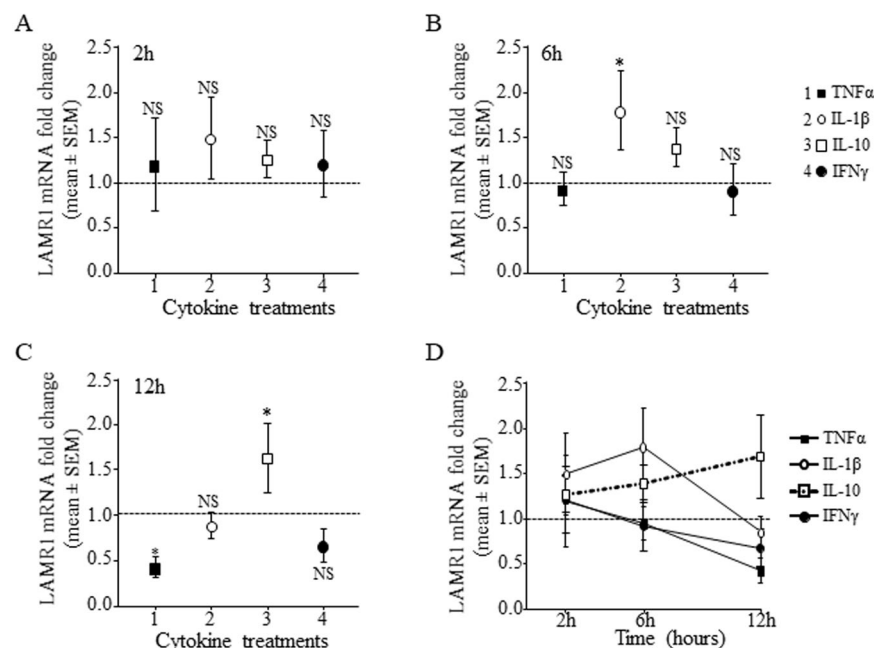 A
2h
LAMR1 mRNA fold change
(mean ± SEM)
2.5
2.0
1.5
1.0
0.5
0.0
NS
NS
NS
NS
1 2 3 4
Cytokine treatments
B
6h
LAMR1 mRNA fold change
(mean ± SEM)
2.5
2.0
1.5
1.0
0.5
0.0
NS
*
NS
NS
1 2 3 4
Cytokine treatments
1 TNFα
2 IL-1β
3 IL-10
4 IFNγ
C
12h
LAMR1 mRNA fold change
(mean ± SEM)
2.5
2.0
1.5
1.0
0.5
0.0
*
NS
*
NS
1 2 3 4
Cytokine treatments
D
LAMR1 mRNA fold change
(mean ± SEM)
2.5
2.0
1.5
1.0
0.5
0.0
2h 6h 12h
Time (hours)
TNFα
IL-1β
IL-10
IFNγ